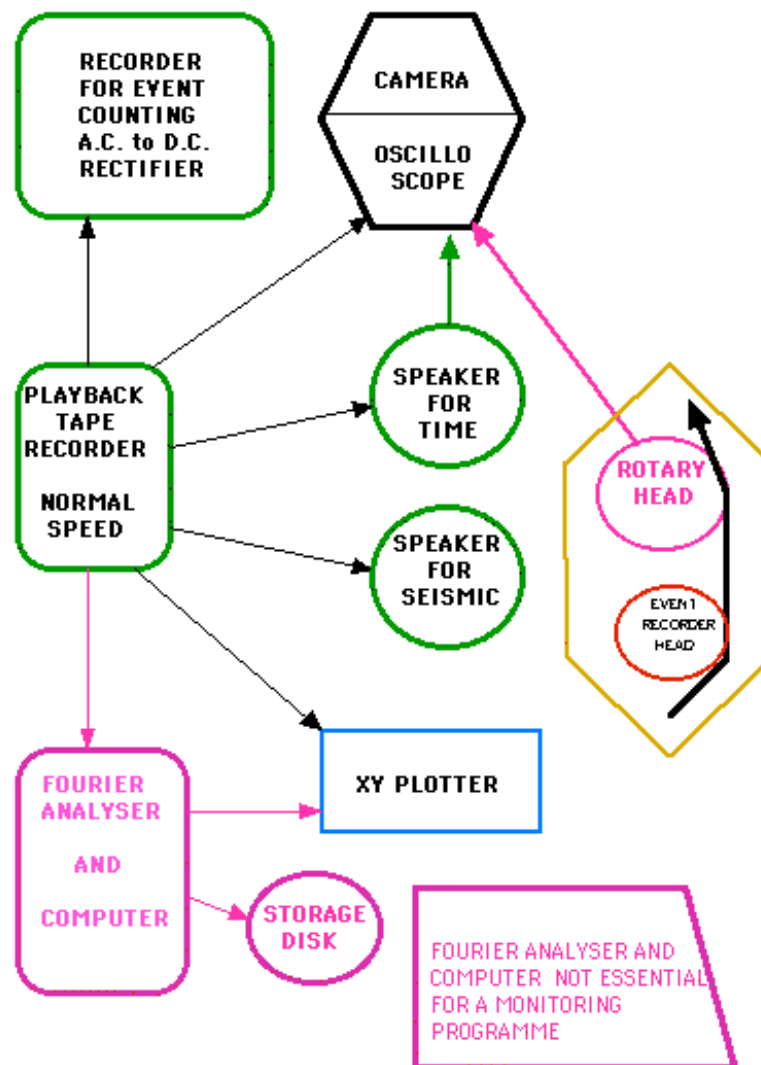 RECORDER
FOR EVENT
COUNTING
A.C. to D.C.
RECTIFIER
CAMERA
OSCILLO
SCOPE
PLAYBACK
TAPE
RECORDER
NORMAL
SPEED
SPEAKER
FOR
TIME
ROTARY
HEAD
SPEAKER
FOR
SEISMIC
EVENT
RECORDER
HEAD
XY PLOTTER
FOURIER
ANALYSER
AND
COMPUTER
STORAGE
DISK
FOURIER ANALYSER AND
COMPUTER NOT ESSENTIAL
FOR A MONITORING
PROGRAMME